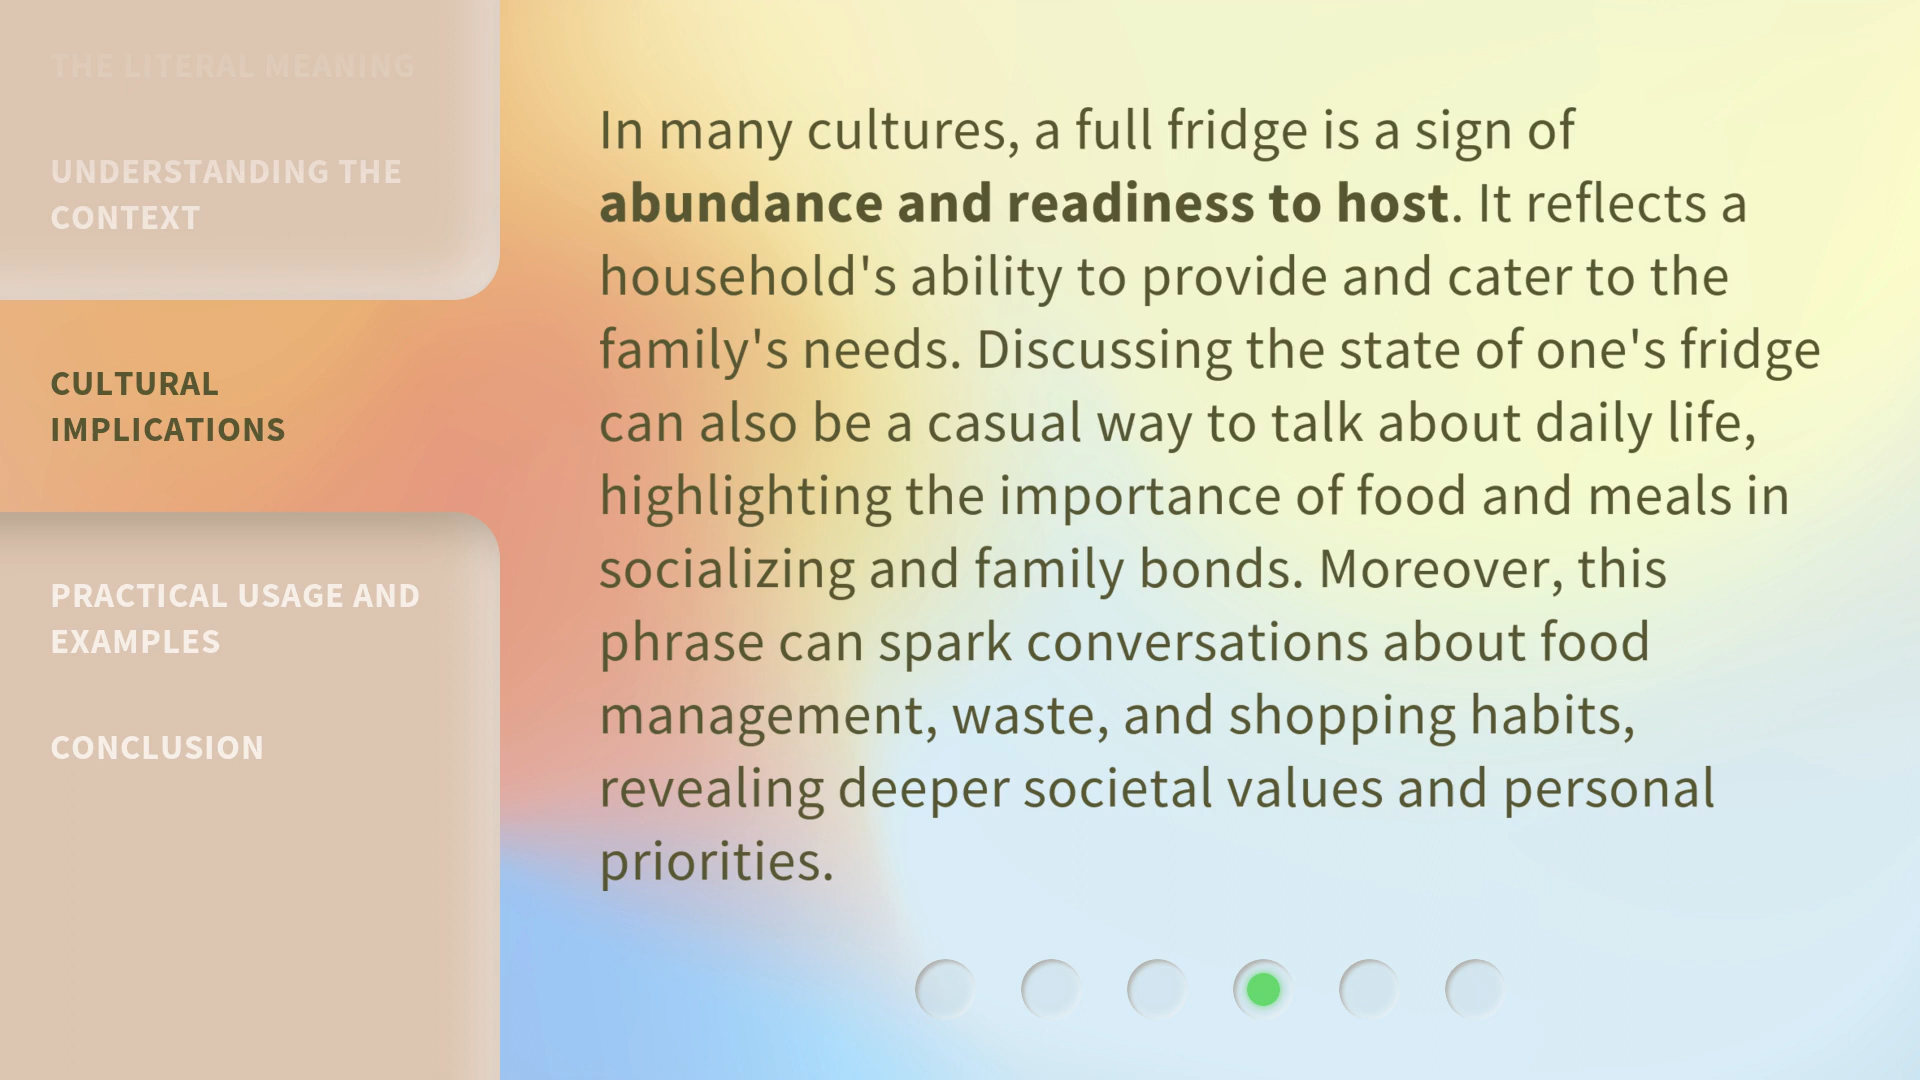 THE LITERAL MEANING
UNDERSTANDING THE
CONTEXT
CULTURAL
IMPLICATIONS
PRACTICAL USAGE AND
EXAMPLES
CONCLUSION
In many cultures, a full fridge is a sign of
abundance and readiness to host. It reflects a
household's ability to provide and cater to the
family's needs. Discussing the state of one's fridge
can also be a casual way to talk about daily life,
highlighting the importance of food and meals in
socializing and family bonds. Moreover, this
phrase can spark conversations about food
management, waste, and shopping habits,
revealing deeper societal values and personal
priorities.